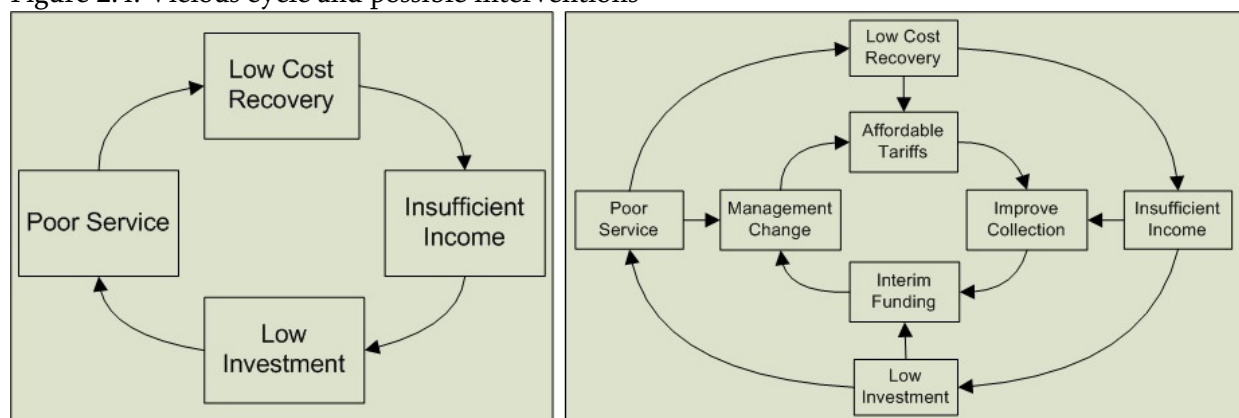 Figure 2.4. Vicious cycle and possible interventions
Low Cost
Recovery
Poor Service
Insufficient
Income
Low
Investment
Low Cost
Recovery
Affordable
Tariffs
Poor
Service
Management
Change
Improve
Collection
Insufficient
Income
Interim
Funding
Low
Investment